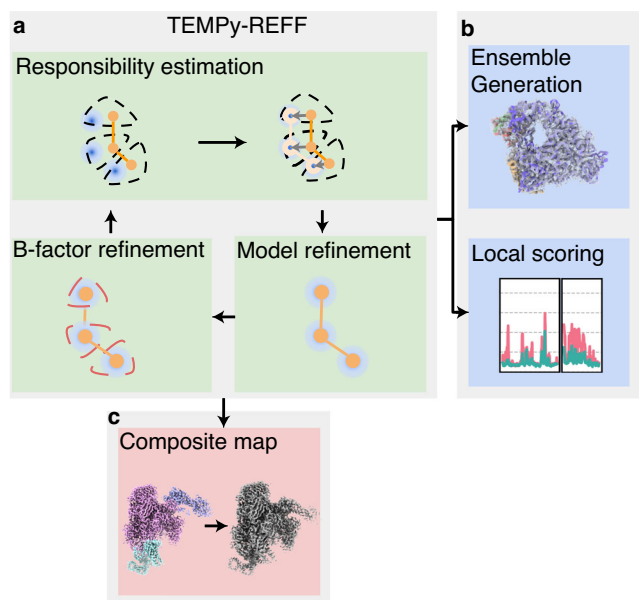 a
TEMPy-REFF
Responsibility estimation
B-factor refinement
Model refinement
b
Ensemble
Generation
Local scoring
c
Composite map